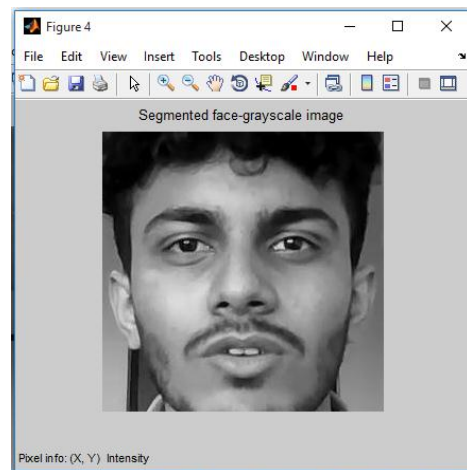 Figure 4
File Edit View Insert Tools Desktop Window Help
Segmented face-grayscale image
Pixel info: (X, Y) Intensity